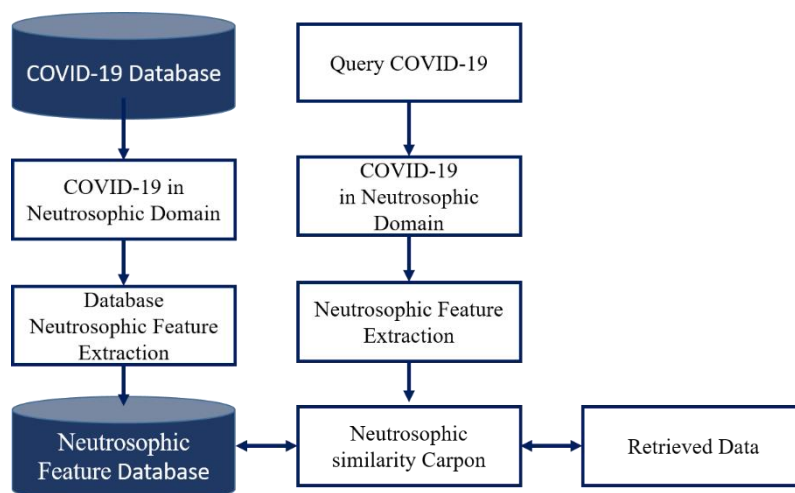 COVID-19 Database
COVID-19 in
Neutrosophic Domain
Database
Neutrosophic Feature
Extraction
Neutrosophic
Feature Database
Query COVID-19
COVID-19
in Neutrosophic
Domain
Neutrosophic Feature
Extraction
Neutrosophic
similarity Carpon
Retrieved Data